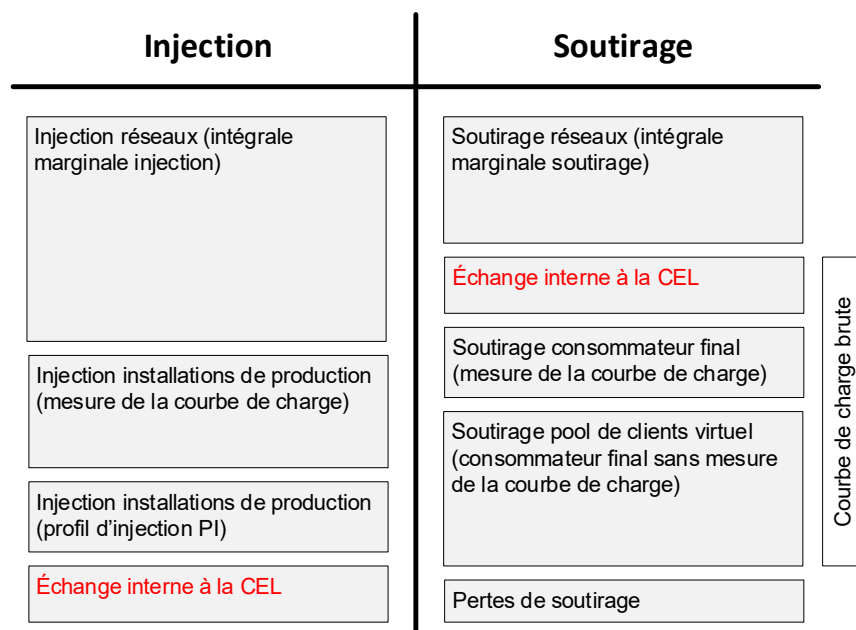 Injection
Soutirage
Injection réseaux (intégrale
marginale injection)
Injection installations de production
(mesure de la courbe de charge)
Injection installations de production
(profil d'injection PI)
Échange interne à la CEL
Soutirage réseaux (intégrale
marginale soutirage)
Échange interne à la CEL
Soutirage consommateur final
(mesure de la courbe de charge)
Soutirage pool de clients virtuel
(consommateur final sans mesure
de la courbe de charge)
Pertes de soutirage
Courbe de charge brute